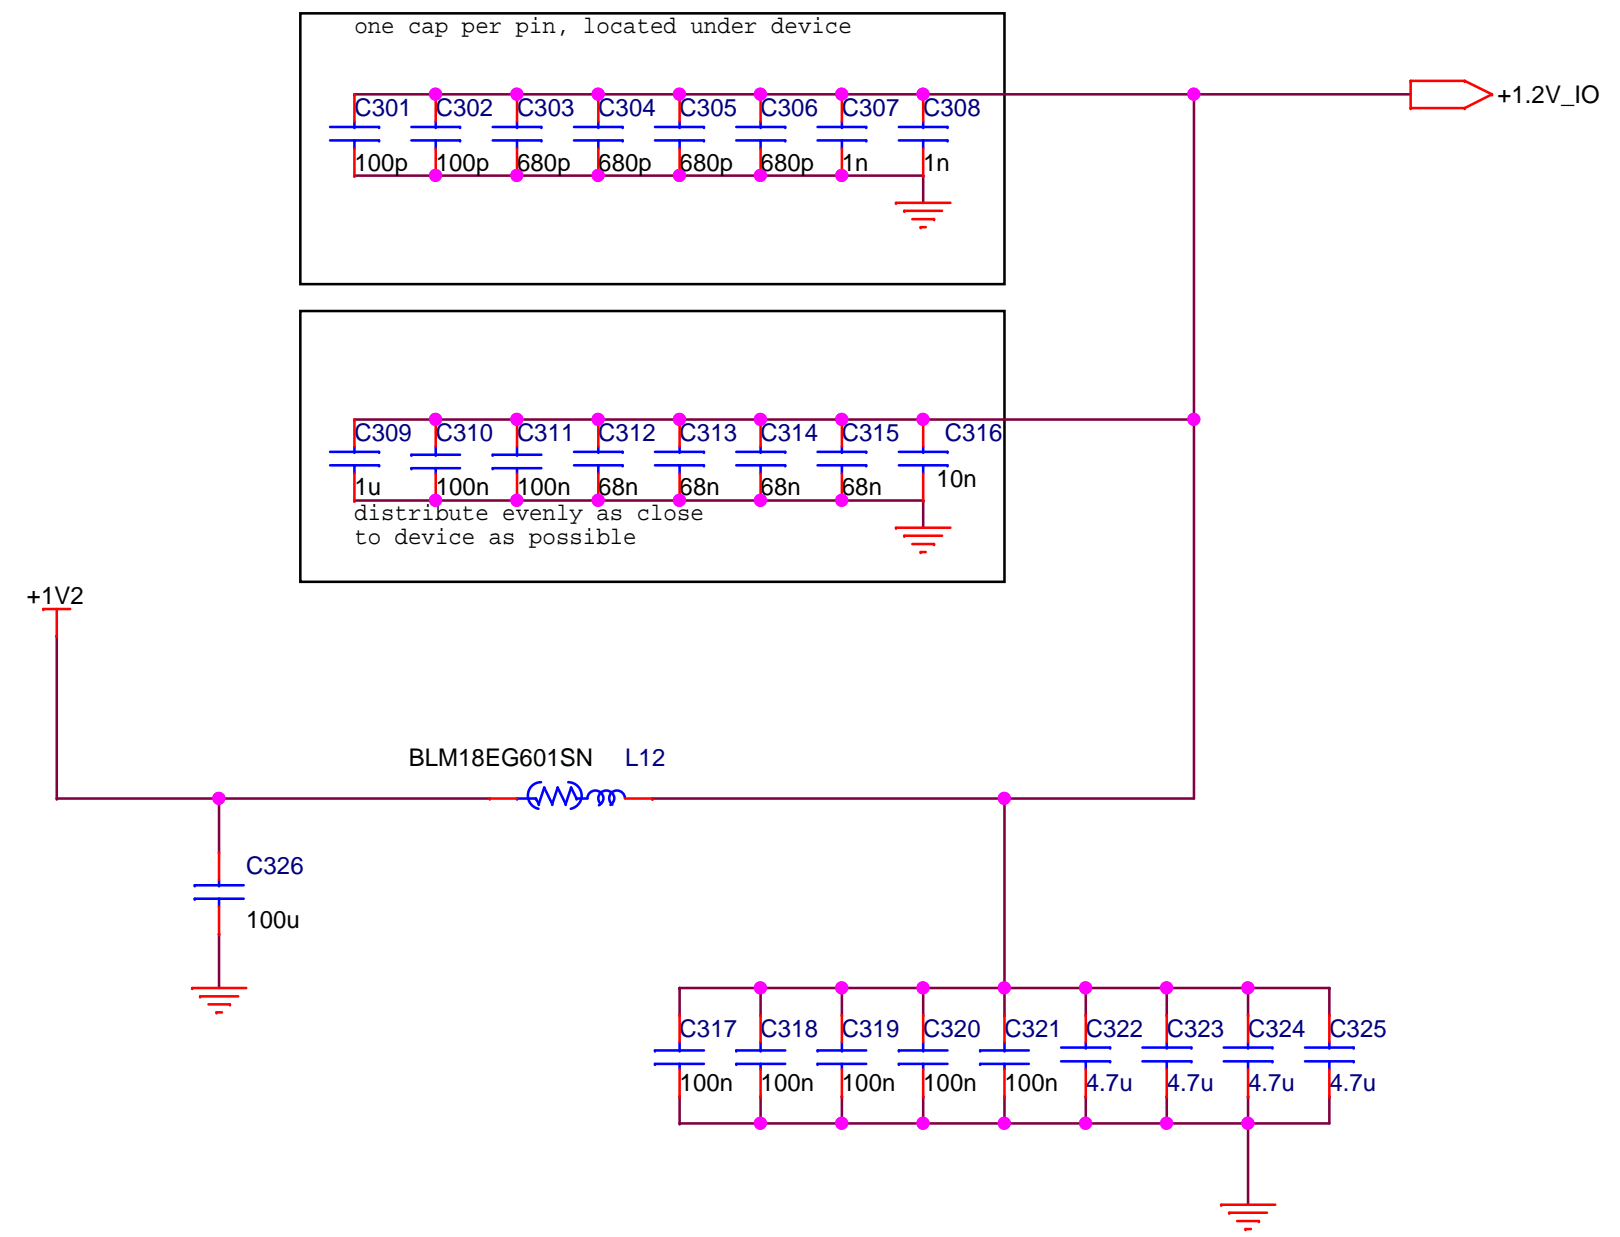 one cap per pin, located under device
C301 C302 C303 C304 C305 C306 C307 C308
+1.2V_IO
100p 100p 680p 680p 680p 680p 1n 1n
C309 C310 C311 C312 C313 C314 C315 C316
1u 100n 100n 68n 68n 68n 68n 10n
distribute evenly as close
to device as possible
+1V2
BLM18EG601SN L12
C326
100u
C317 C318 C319 C320 C321 C322 C323 C324 C325
100n 100n 100n 100n 100n 4.7u 4.7u 4.7u 4.7u